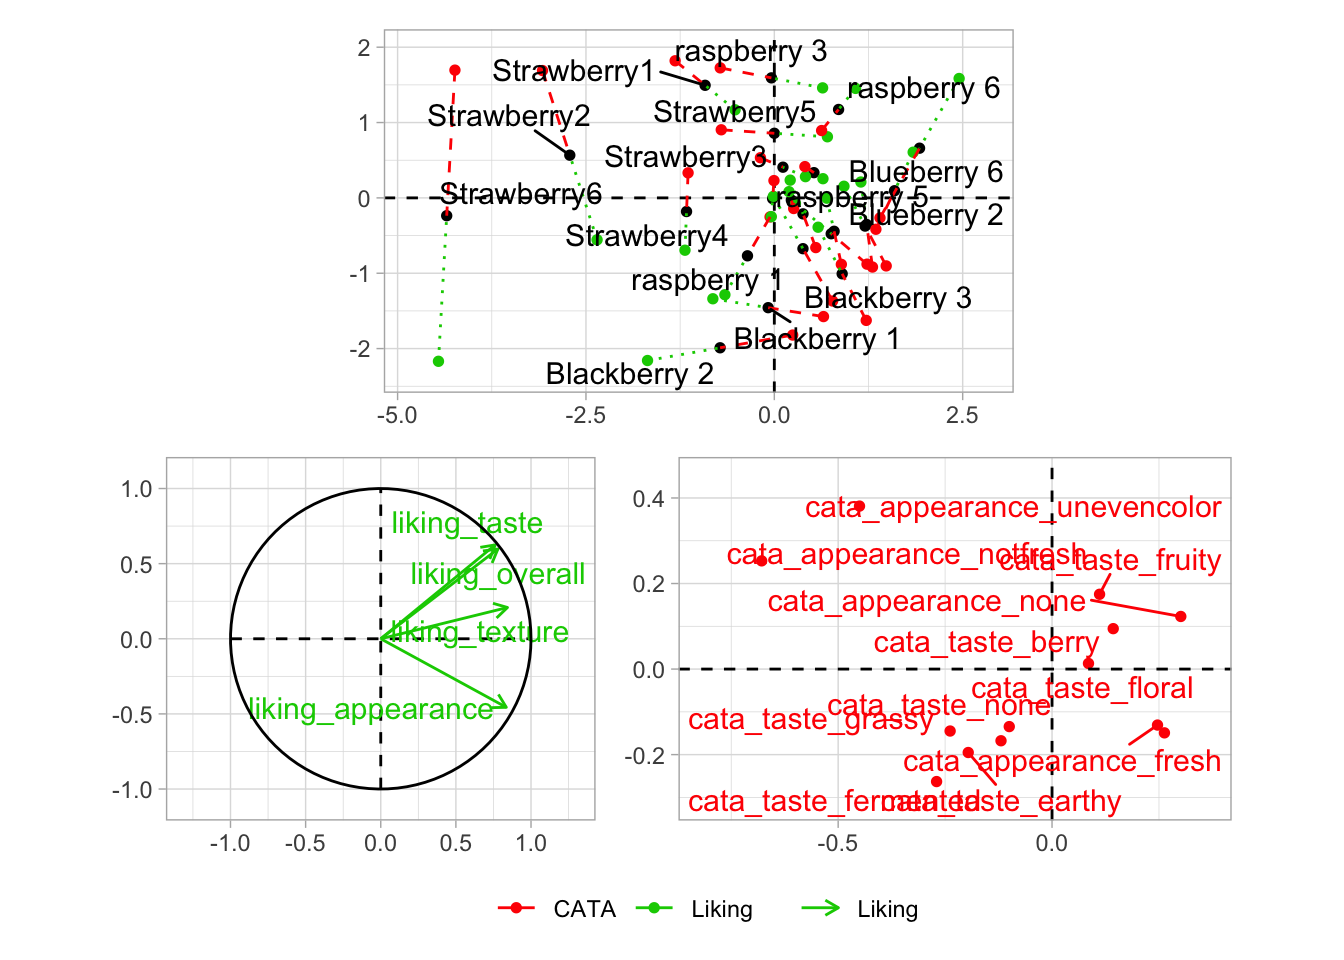 raspberry 3
Strawberry1
raspberry 6
Strawberry2
Strawberry5
Strawberry3
Blueberry 6
Strawberry6
raspberry 5
Blueberry 2
Strawberry4
raspberry 1
Blackberry 3
Blackberry 1
Blackberry 2
2
1
0
-1
-2
-5.0 -2.5 0.0 2.5
liking_taste
liking_overall
liking_texture
liking_appearance
1.0
0.5
0.0
-0.5
-1.0
-1.0 -0.5 0.0 0.5 1.0
cata_appearance_unevencolor
cata_appearance_notfresh
cata_taste_fruity
cata_appearance_none
cata_taste_berry
cata_taste_floral
cata_taste_none
cata_taste_grassy
cata_appearance_fresh
cata_taste_fermented
cata_taste_earthy
0.4
0.2
0.0
-0.2
-0.5 0.0
CATA Liking Liking